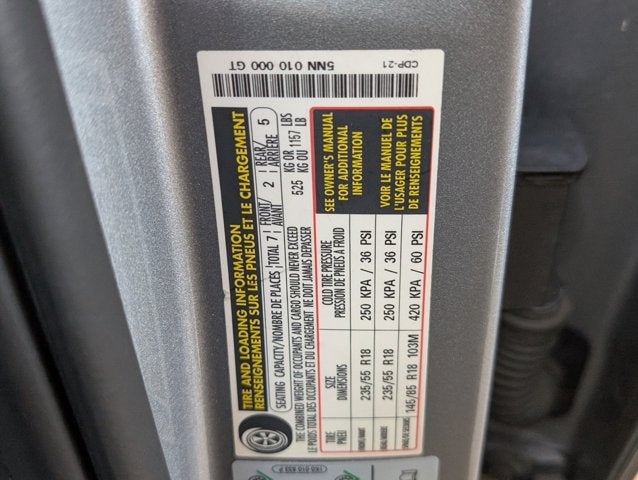 CDP-21
5NN 010 000 GT
TIRE AND LOADING INFORMATION
RENSEIGNEMENTS SUR LES PNEUS ET LE CHARGEMENT
SEATING CAPACITY/NOMBRE DE PLACES TOTAL 7 FRONT/AVANT 2 REAR/ARRIÈRE 5
THE COMBINED WEIGHT OF OCCUPANTS AND CARGO SHOULD NEVER EXCEED 525 KG OR LBS
LE POIDS TOTAL DES OCCUPANTS ET DU CHARGEMENT NE DOIT JAMAIS DEPASSER KG OU 1157 LB
TIRE PNEU SIZE DIMENSIONS COLD TIRE PRESSURE PRESSION DE PNEUS À FROID
235/55 R18 250 KPA / 36 PSI
235/55 R18 250 KPA / 36 PSI
145/85 R18 103M 420 KPA / 60 PSI
SEE OWNER'S MANUAL
FOR ADDITIONAL
INFORMATION
VOIR LE MANUEL DE
L'USAGER POUR PLUS
DE RENSEIGNEMENTS